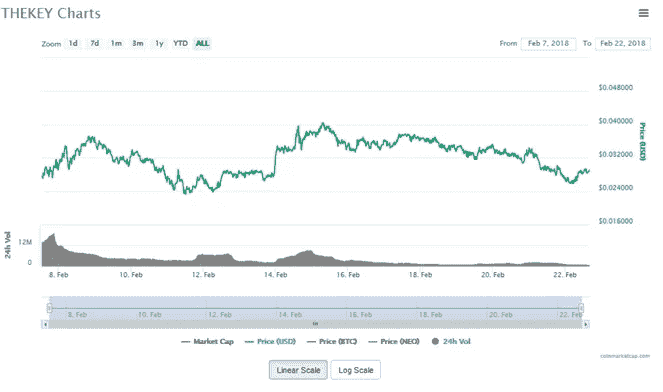 THEKEY Charts
Zoom 1d 7d 1m 3m 1y YTD ALL From Feb 7, 2018 To Feb 22, 2018
$0.048000
$0.040000
$0.032000
$0.024000
$0.016000
Price (USD)
24h Vol
12M
0
8. Feb 10. Feb 12. Feb 14. Feb 16. Feb 18. Feb 20. Feb 22. Feb
8. Feb 10. Feb 12. Feb 14. Feb 16. Feb 18. Feb 20. Feb 22. Feb
Market Cap Price (USD) Price (BTC) Price (NEO) 24h Vol
coinmarketcap.com
Linear Scale Log Scale